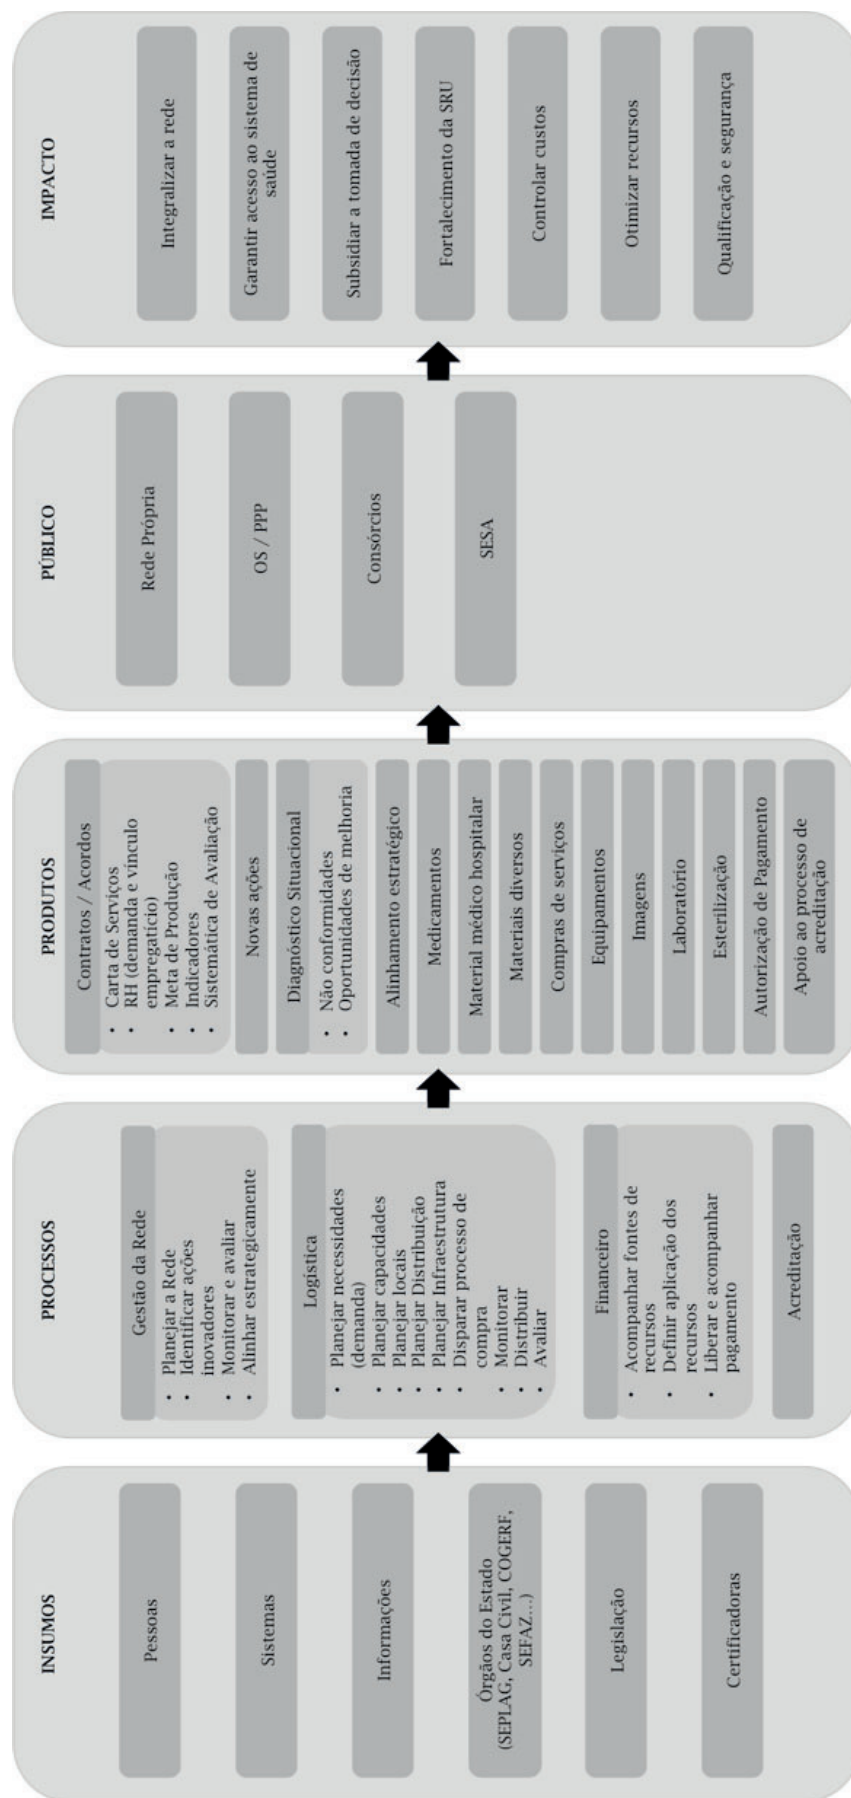 INSUMOS
Pessoas
Sistemas
Informações
Órgãos do Estado
(SEPLAG, Casa Civil, COGERF,
SEFAZ...)
Legislação
Certificadoras
PROCESSOS
Gestão da Rede
• Planejar a Rede
• Identificar ações
inovadores
• Monitorar e avaliar
• Alinhar estrategicamente
Logística
• Planejar necessidades
(demanda)
• Planejar capacidades
• Planejar locais
• Planejar Distribuição
• Planejar Infraestrutura
• Disparar processo de
compra
• Monitorar
• Distribuir
• Avaliar
Financeiro
• Acompanhar fontes de
recursos
• Definir aplicação dos
recursos
• Liberar e acompanhar
pagamento
Acreditação
PRODUTOS
Contratos / Acordos
• Carta de Serviços
• RH (demanda e vínculo
empregatício)
• Meta de Produção
• Indicadores
• Sistemática de Avaliação
Novas ações
Diagnóstico Situacional
• Não conformidades
• Oportunidades de melhoria
Alinhamento estratégico
Medicamentos
Material médico hospitalar
Materiais diversos
Compras de serviços
Equipamentos
Imagens
Laboratório
Esterilização
Autorização de Pagamento
Apoio ao processo de
acreditação
PÚBLICO
Rede Própria
OS / PPP
Consórcios
SESA
IMPACTO
Integralizar a rede
Garantir acesso ao sistema de
saúde
Subsidiar a tomada de decisão
Fortalecimento da SRU
Controlar custos
Otimizar recursos
Qualificação e segurança